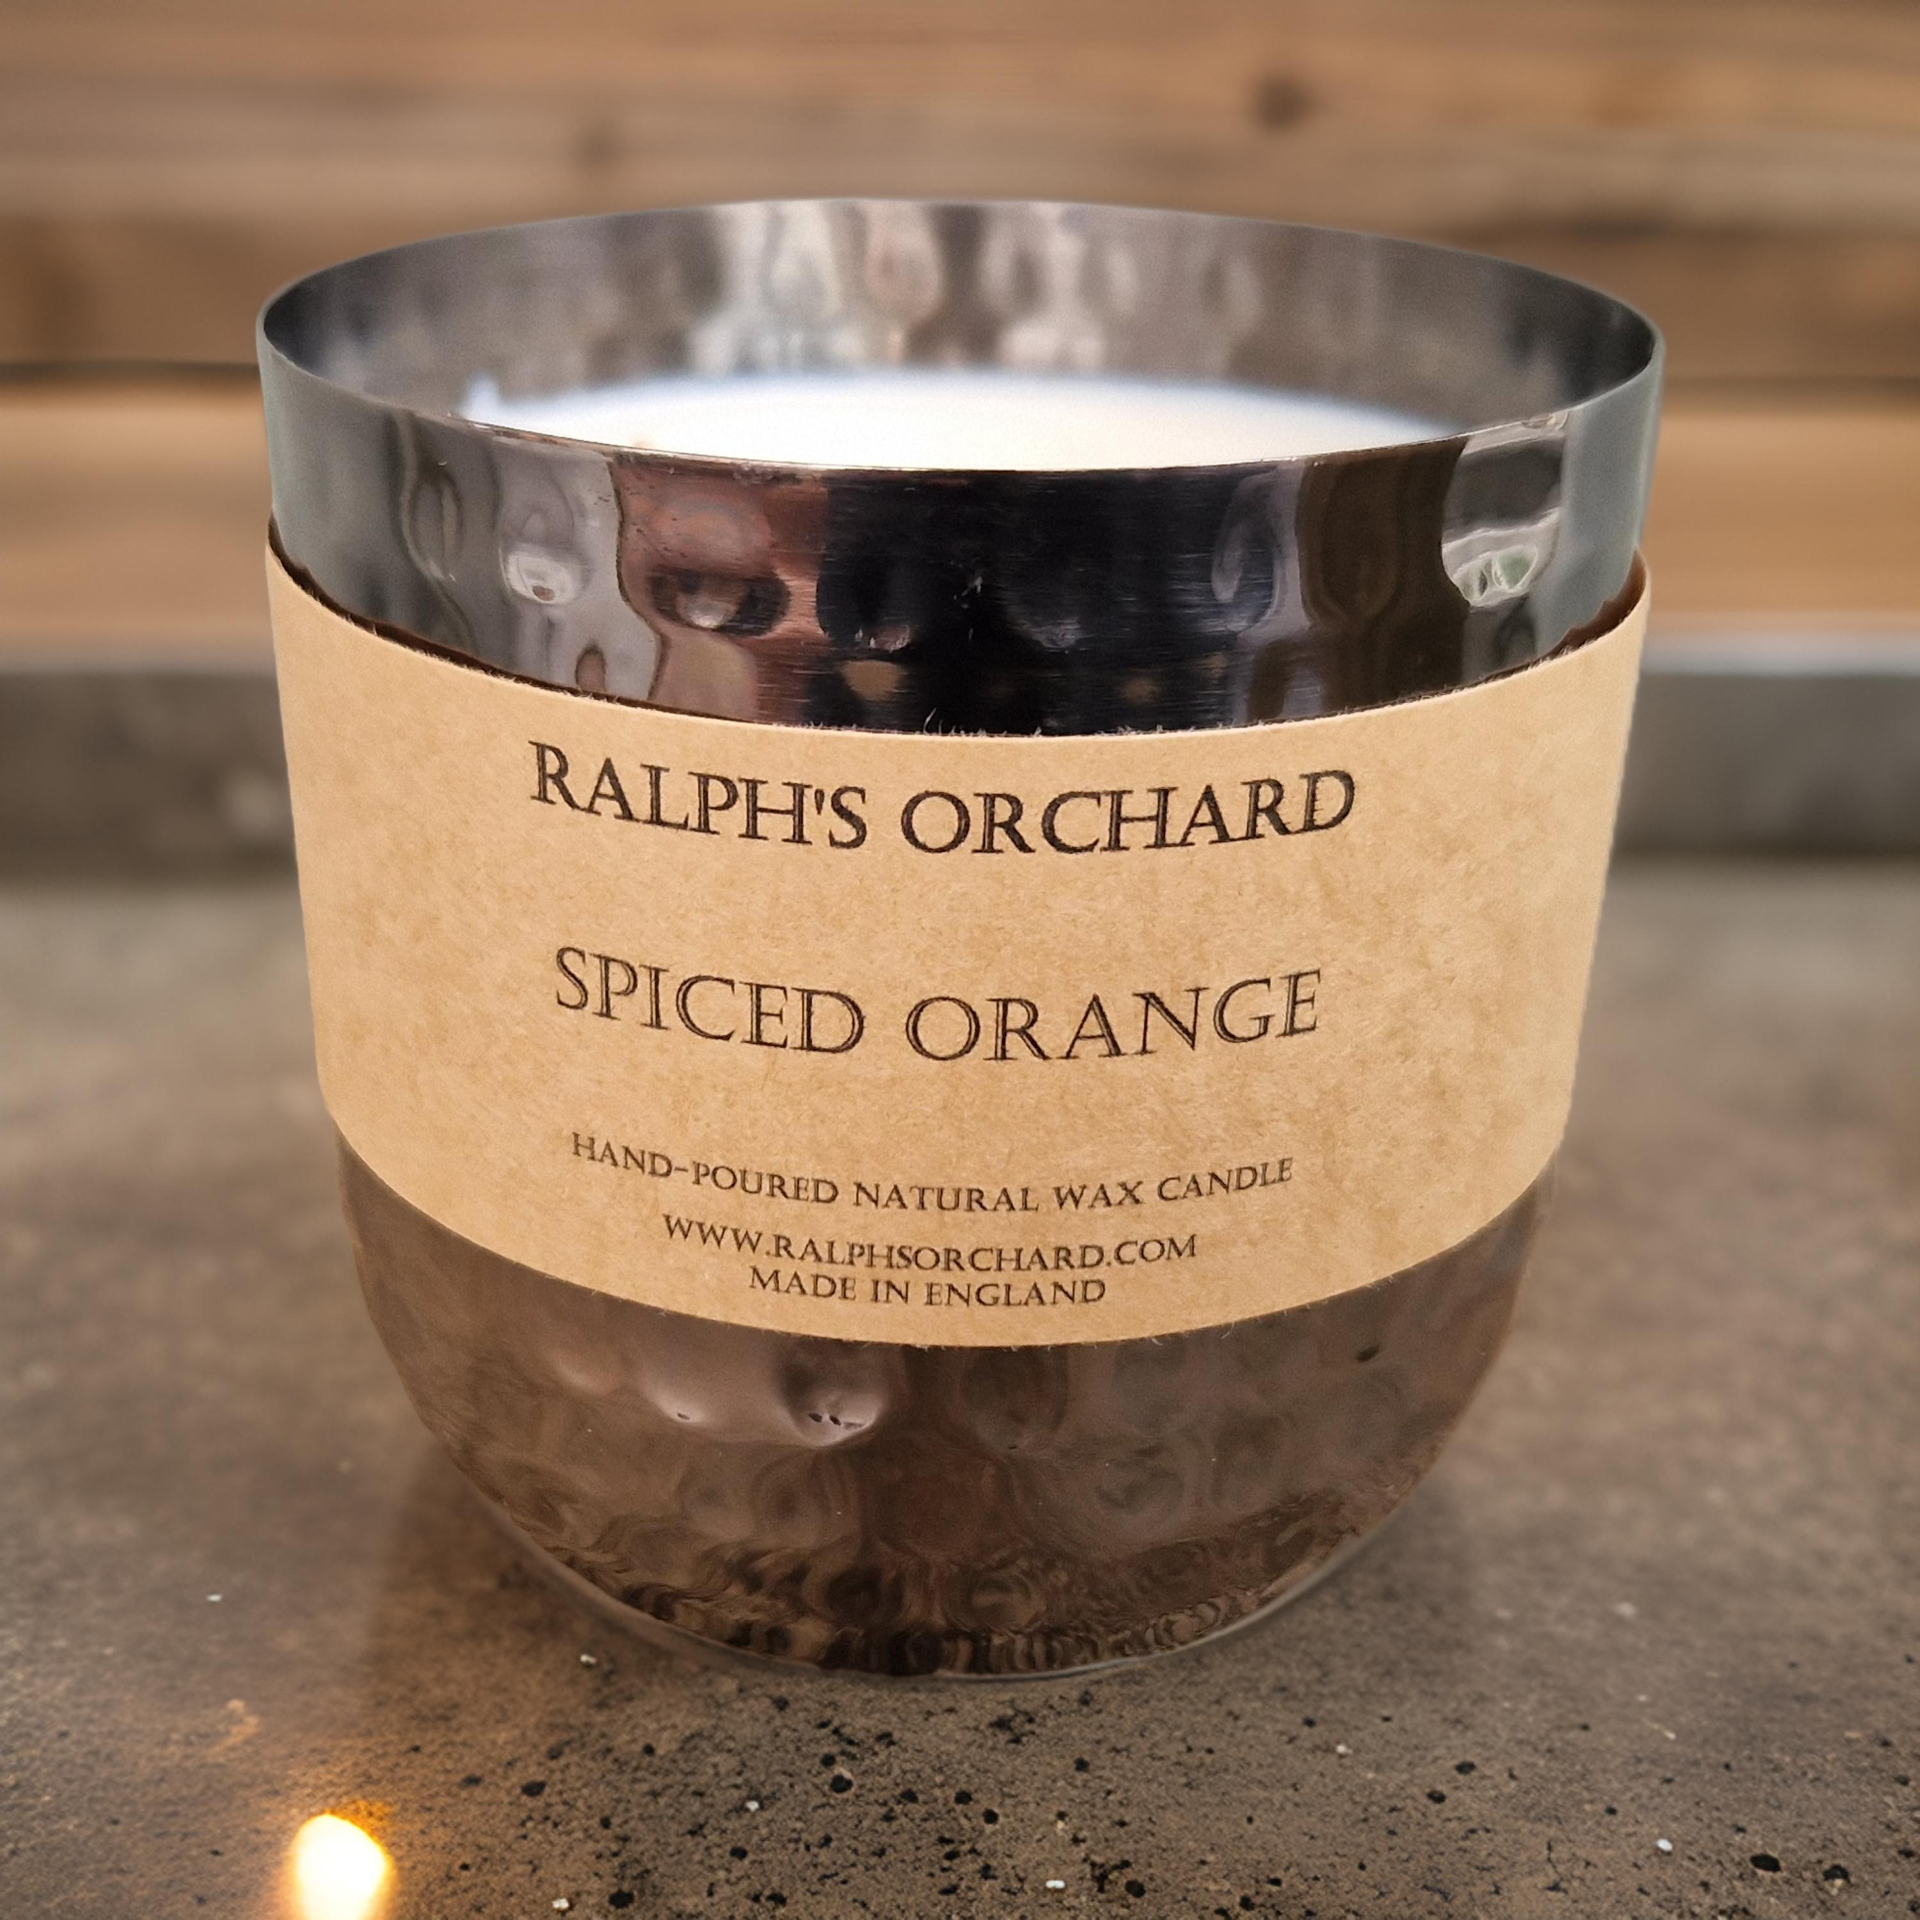 RALPH'S ORCHARD
SPICED ORANGE
HAND-POURED NATURAL WAX CANDLE
WWW.RALPHSORCHARD.COM
MADE IN ENGLAND